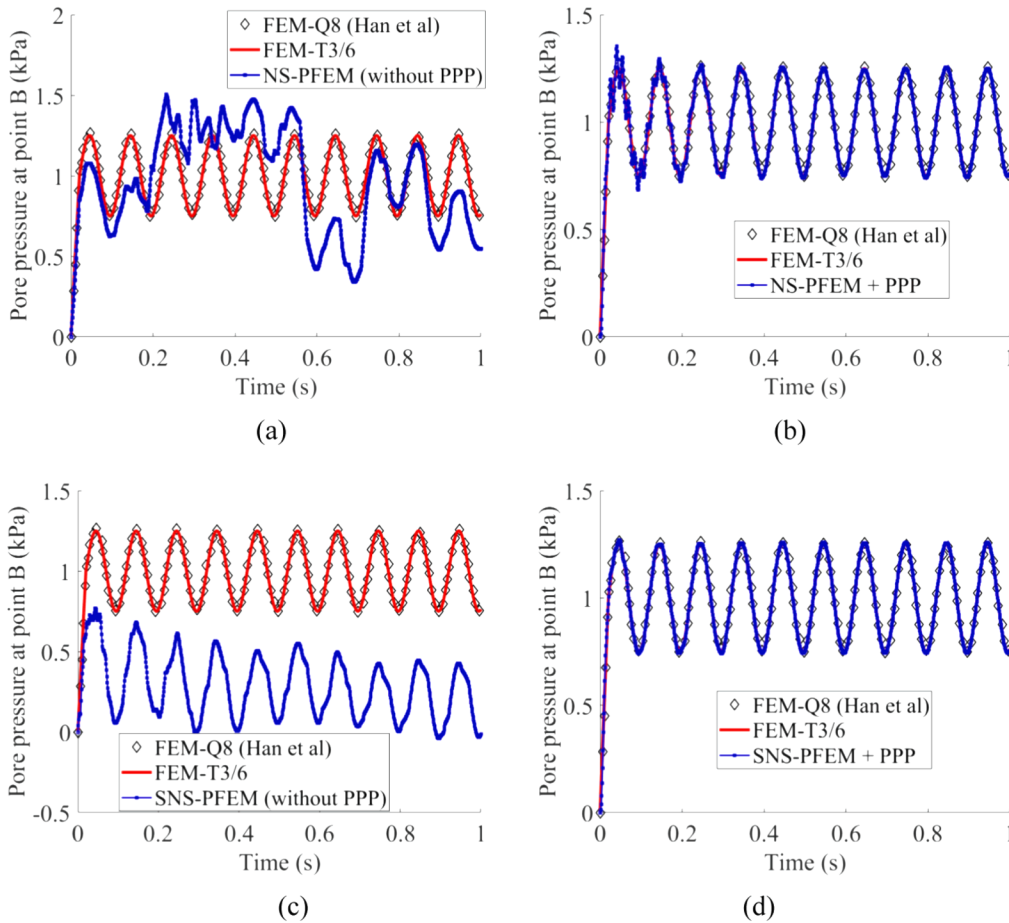 Pore pressure at point B (kPa)
2
1.5
1
0.5
0
0
0.2
0.4
0.6
0.8
1
Time (s)
FEM-Q8 (Han et al)
FEM-T3/6
NS-PFEM (without PPP)
(a)
Pore pressure at point B (kPa)
1.5
1
0.5
0
0
0.2
0.4
0.6
0.8
1
Time (s)
FEM-Q8 (Han et al)
FEM-T3/6
NS-PFEM + PPP
(b)
Pore pressure at point B (kPa)
1.5
1
0.5
0
-0.5
0
0.2
0.4
0.6
0.8
1
Time (s)
FEM-Q8 (Han et al)
FEM-T3/6
SNS-PFEM (without PPP)
(c)
Pore pressure at point B (kPa)
1.5
1
0.5
0
0
0.2
0.4
0.6
0.8
1
Time (s)
FEM-Q8 (Han et al)
FEM-T3/6
SNS-PFEM + PPP
(d)